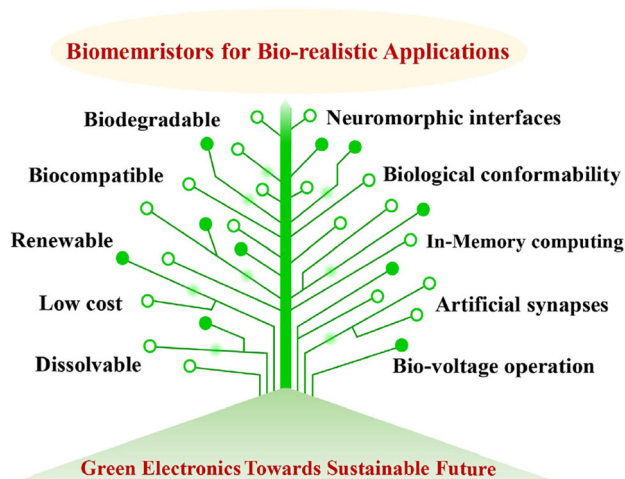 Biomemristors for Bio-realistic Applications
Biodegradable
Neuromorphic interfaces
Biocompatible
Biological conformability
Renewable
In-Memory computing
Low cost
Artificial synapses
Dissolvable
Bio-voltage operation
Green Electronics Towards Sustainable Future